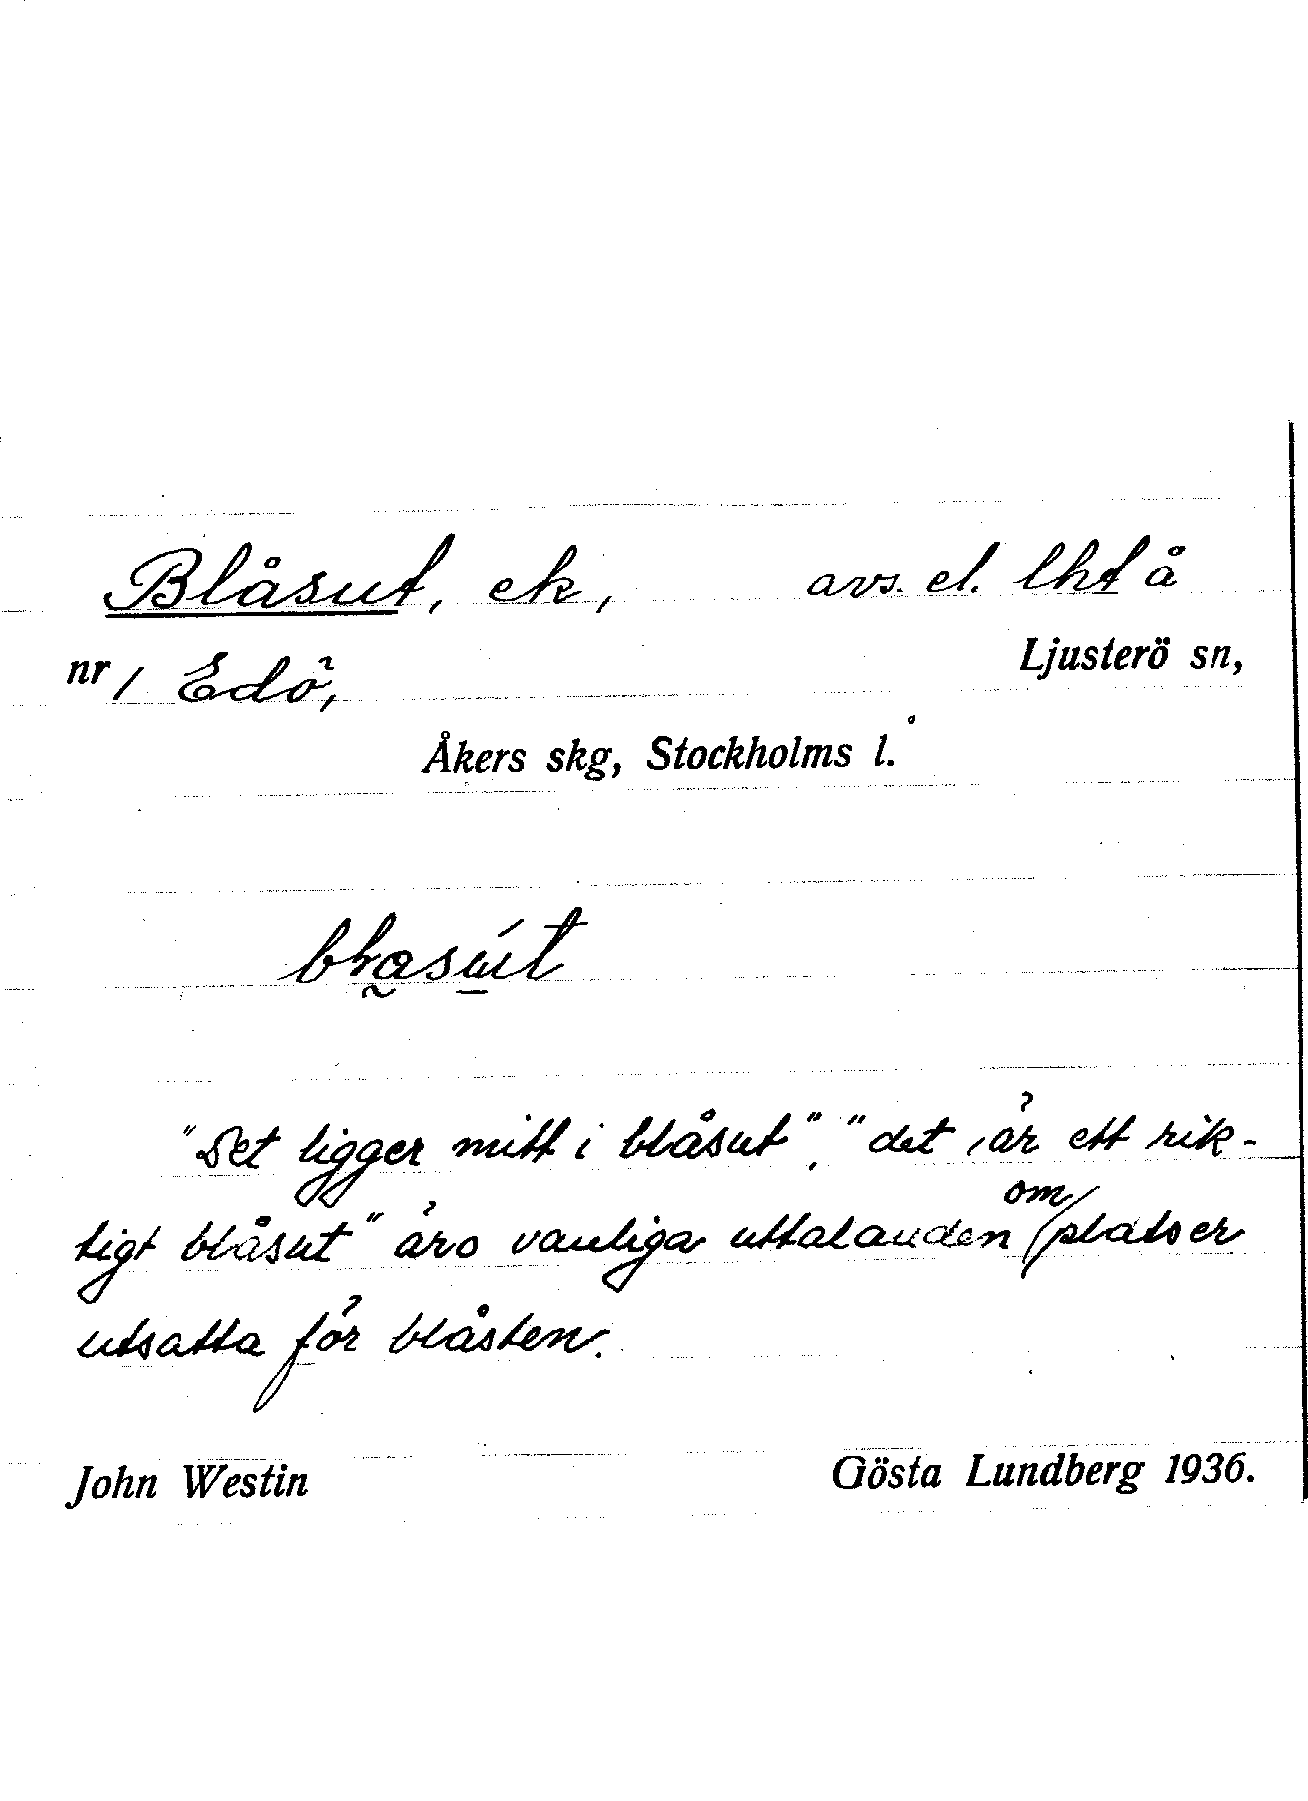 Blåsut, ek, avs. el. lht å
nr 1 Edö, Ljusterö sn,
Åkers skg, Stockholms l.
"Det ligger mitt i blåsut", "det är ett rik-
tigt blåsut" äro vanliga uttalanden om platser
utsatta för blåsten.
John Westin Gösta Lundberg 1936.